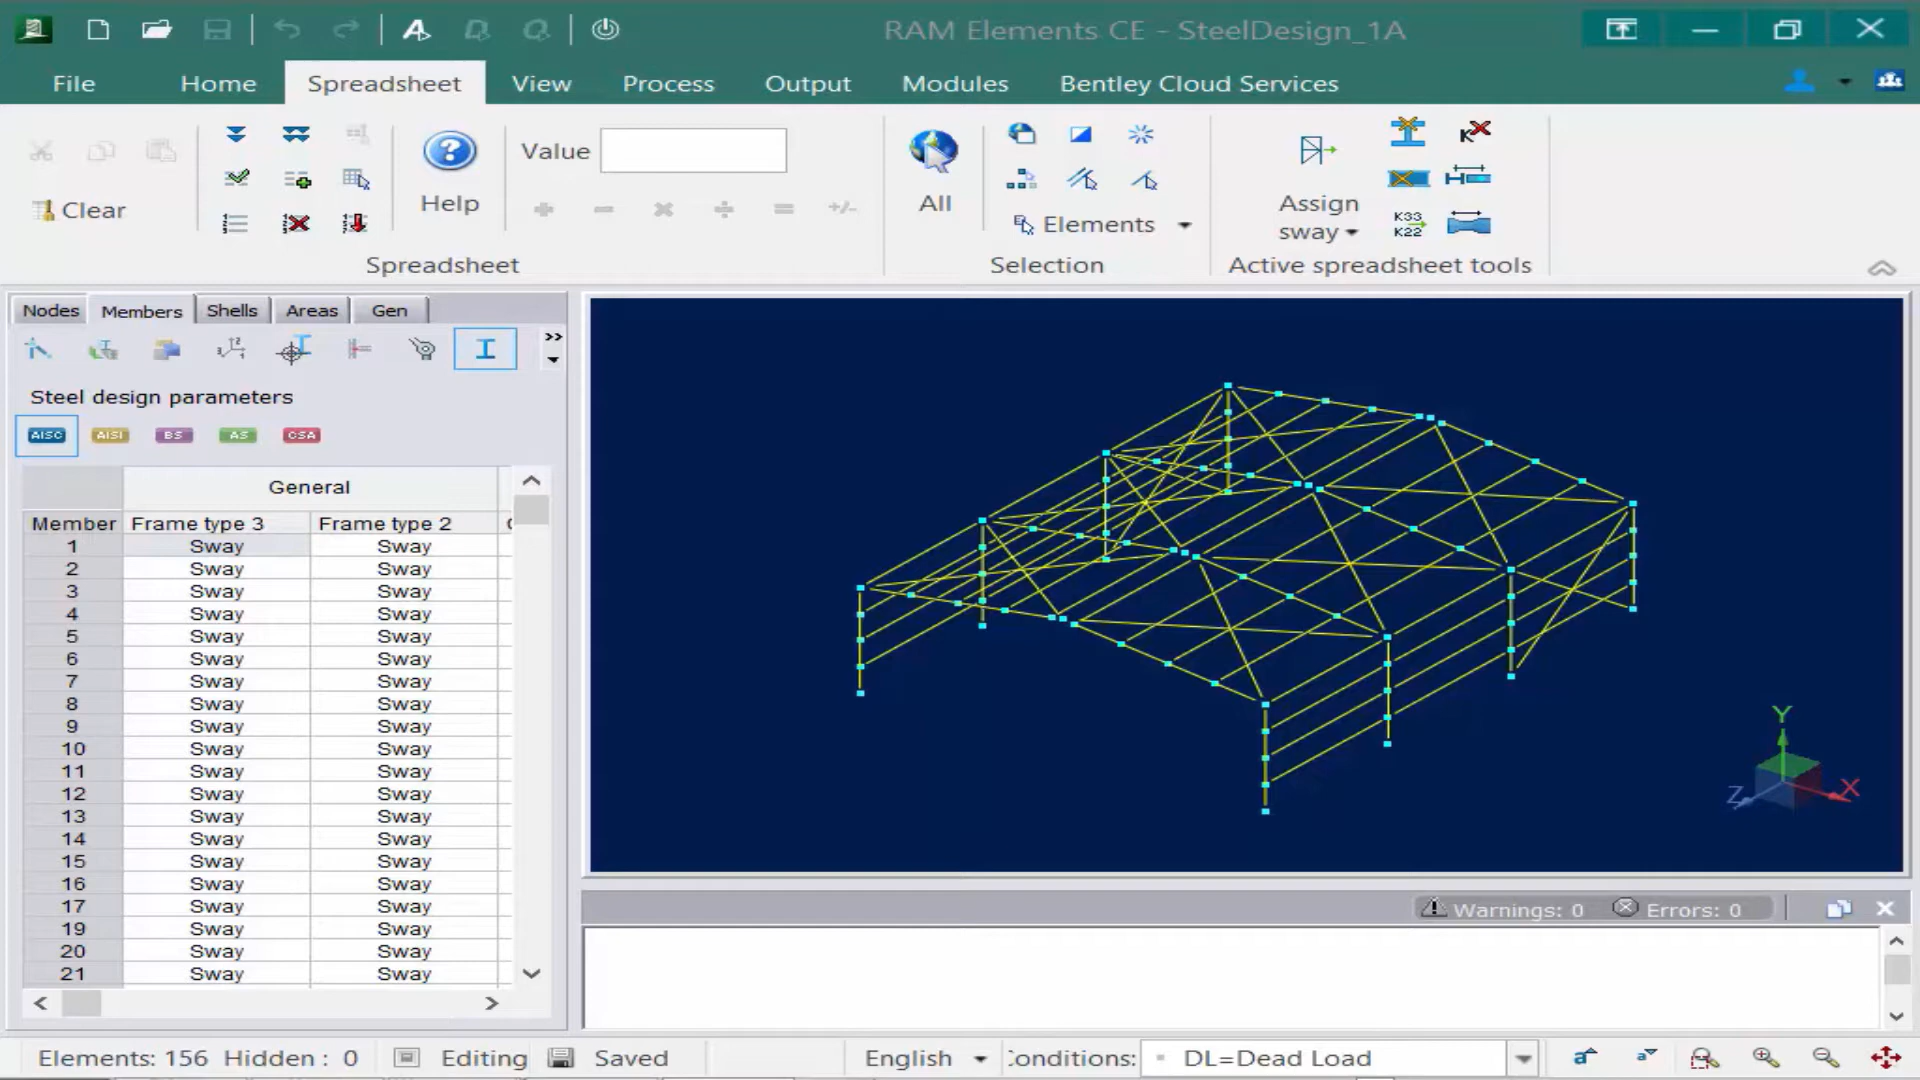 RAM Elements CE - SteelDesign_1A
File Home Spreadsheet View Process Output Modules Bentley Cloud Services
Clear
Help
Value
Spreadsheet
All
Elements
Selection
Assign
sway
K33
K22
Active spreadsheet tools
Nodes Members Shells Areas Gen
Steel design parameters
AISC AISI BS AS CSA
General
Member Frame type 3 Frame type 2
1 Sway Sway
2 Sway Sway
3 Sway Sway
4 Sway Sway
5 Sway Sway
6 Sway Sway
7 Sway Sway
8 Sway Sway
9 Sway Sway
10 Sway Sway
11 Sway Sway
12 Sway Sway
13 Sway Sway
14 Sway Sway
15 Sway Sway
16 Sway Sway
17 Sway Sway
19 Sway Sway
20 Sway Sway
21 Sway Sway
Y
Z X
Warnings: 0 Errors: 0
Elements: 156 Hidden : 0 Editing Saved English Conditions: DL=Dead Load